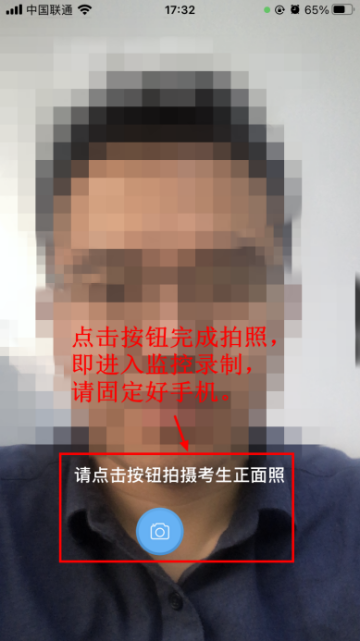 中国联通 17:32 65%
点击按钮完成拍照，
即进入监控录制，
请固定好手机。
请点击按钮拍摄考生正面照